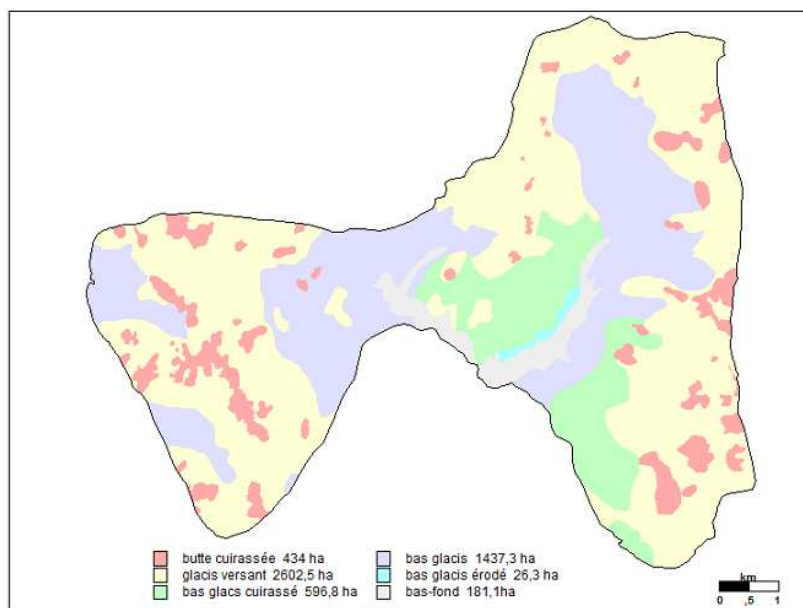 butte cuirassée 434 ha
glacis versant 2602,5 ha
bas glacs cuirassé 596,8 ha
bas glacis 1437,3 ha
bas glacis érodé 26,3 ha
bas-fond 181,1ha
km
0 ,5 1